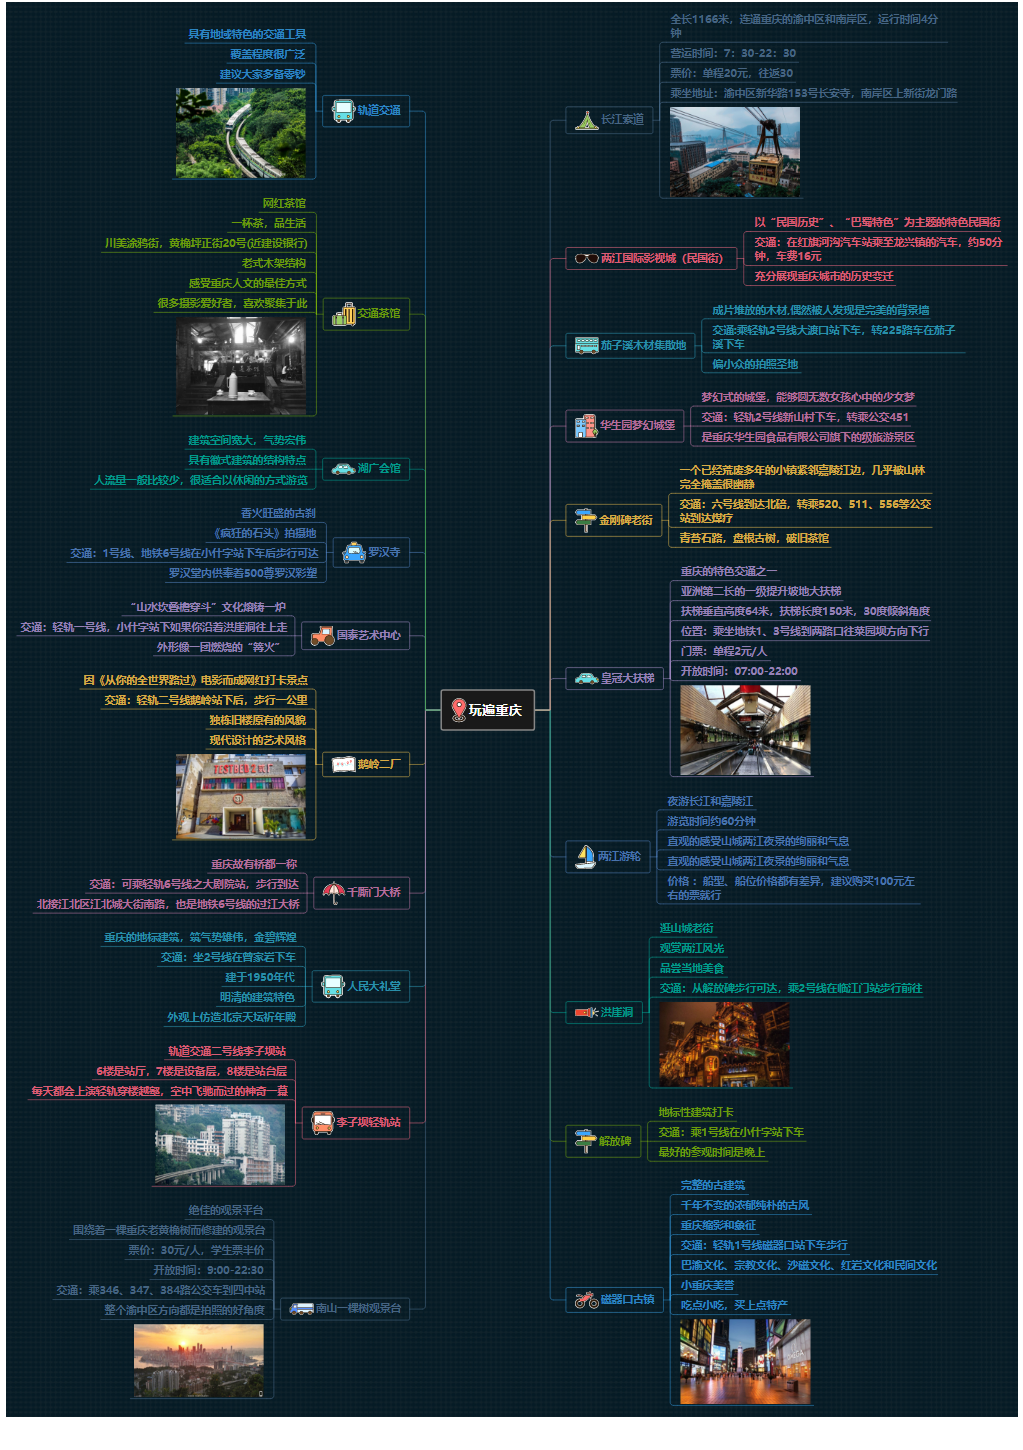 玩遍重庆
轨道交通
具有地域特色的交通工具
覆盖程度很广泛
建议大家多备零钞
交通茶馆
网红茶馆
一杯茶，品生活
川美涂鸦街，黄桷坪正街20号(近建设银行)
老式木架结构
感受重庆人文的最佳方式
很多摄影爱好者，喜欢聚集于此
湖广会馆
建筑空间宽大，气势宏伟
具有徽式建筑的结构特点
人流量一般比较少，很适合以休闲的方式游览
罗汉寺
香火旺盛的古刹
《疯狂的石头》拍摄地
交通：1号线、地铁6号线在小什字站下车后步行可达
罗汉堂内供奉着500尊罗汉彩塑
国泰艺术中心
“山水坎叠擔穿斗”文化熔铸一炉
交通：轻轨一号线，小什字站下如果你沿着洪崖洞往上走
外形像一团燃烧的“篝火”
鹅岭二厂
因《从你的全世界路过》电影而成网红打卡景点
交通：轻轨二号线鹅岭站下后，步行一公里
独栋旧楼原有的风貌
现代设计的艺术风格
千厮门大桥
重庆故有桥都一称
交通：可乘轻轨6号线之大剧院站，步行到达
北接江北区江北城大街南路，也是地铁6号线的过江大桥
人民大礼堂
重庆的地标建筑，筑气势雄伟，金碧辉煌
交通：坐2号线在曾家岩下车
建于1950年代
明清的建筑特色
外观上仿造北京天坛祈年殿
李子坝轻轨站
轨道交通二号线李子坝站
6楼是站厅，7楼是设备层，8楼是站台层
每天都会上演轻轨穿楼越壑，空中飞驰而过的神奇一幕
南山一棵树观景台
绝佳的观景平台
围绕着一棵重庆老黄桷树而修建的观景台
票价：30元/人，学生票半价
开放时间：9:00-22:30
交通：乘346、347、384路公交车到四中站
整个渝中区方向都是拍照的好角度
长江索道
全长1166米，连通重庆的渝中区和南岸区，运行时间4分
钟
营运时间：7：30-22：30
票价：单程20元，往返30
乘坐地址：渝中区新华路153号长安寺，南岸区上新街龙门路
两江国际影视城（民国街）
以“民国历史”、“巴蜀特色”为主题的特色民国街
交通：在红旗河沟汽车站乘至龙兴镇的汽车，约50分
钟，车费16元
充分展现重庆城市的历史变迁
茄子溪木材集散地
成片堆放的木材,偶然被人发现是完美的背景墙
交通:乘轻轨2号线大渡口站下车，转225路车在茄子
溪下车
偏小众的拍照圣地
华生园梦幻城堡
梦幻式的城堡，能够圆无数女孩心中的少女梦
交通：轻轨2号线新山村下车，转乘公交451
是重庆华生园食品有限公司旗下的级旅游景区
金刚碑老街
一个已经荒废多年的小镇紧邻嘉陵江边，几乎被山林
完全掩盖很幽静
交通：六号线到达北碚，转乘520、511、556等公交
站到达煤疗
青苔石路，盘根古树，破旧茶馆
皇冠大扶梯
重庆的特色交通之一
亚洲第二长的一级提升坡地大扶梯
扶梯垂直高度64米，扶梯长度150米，30度倾斜角度
位置：乘坐地铁1、3号线到两路口往菜园坝方向下行
门票：单程2元/人
开放时间：07:00-22:00
两江游轮
夜游长江和嘉陵江
游览时间约60分钟
直观的感受山城两江夜景的绚丽和气息
直观的感受山城两江夜景的绚丽和气息
价格 ：船型、船位价格都有差异，建议购买100元左
右的票就行
洪崖洞
逛山城老街
观赏两江风光
品尝当地美食
交通：从解放碑步行可达，乘2号线在临江门站步行前往
解放碑
地标性建筑打卡
交通：乘1号线在小什字站下车
最好的参观时间是晚上
磁器口古镇
完整的古建筑
千年不变的浓郁纯朴的古风
重庆缩影和象征
交通：轻轨1号线磁器口站下车步行
巴渝文化、宗教文化、沙磁文化、红岩文化和民间文化
小重庆美誉
吃点小吃，买上点特产